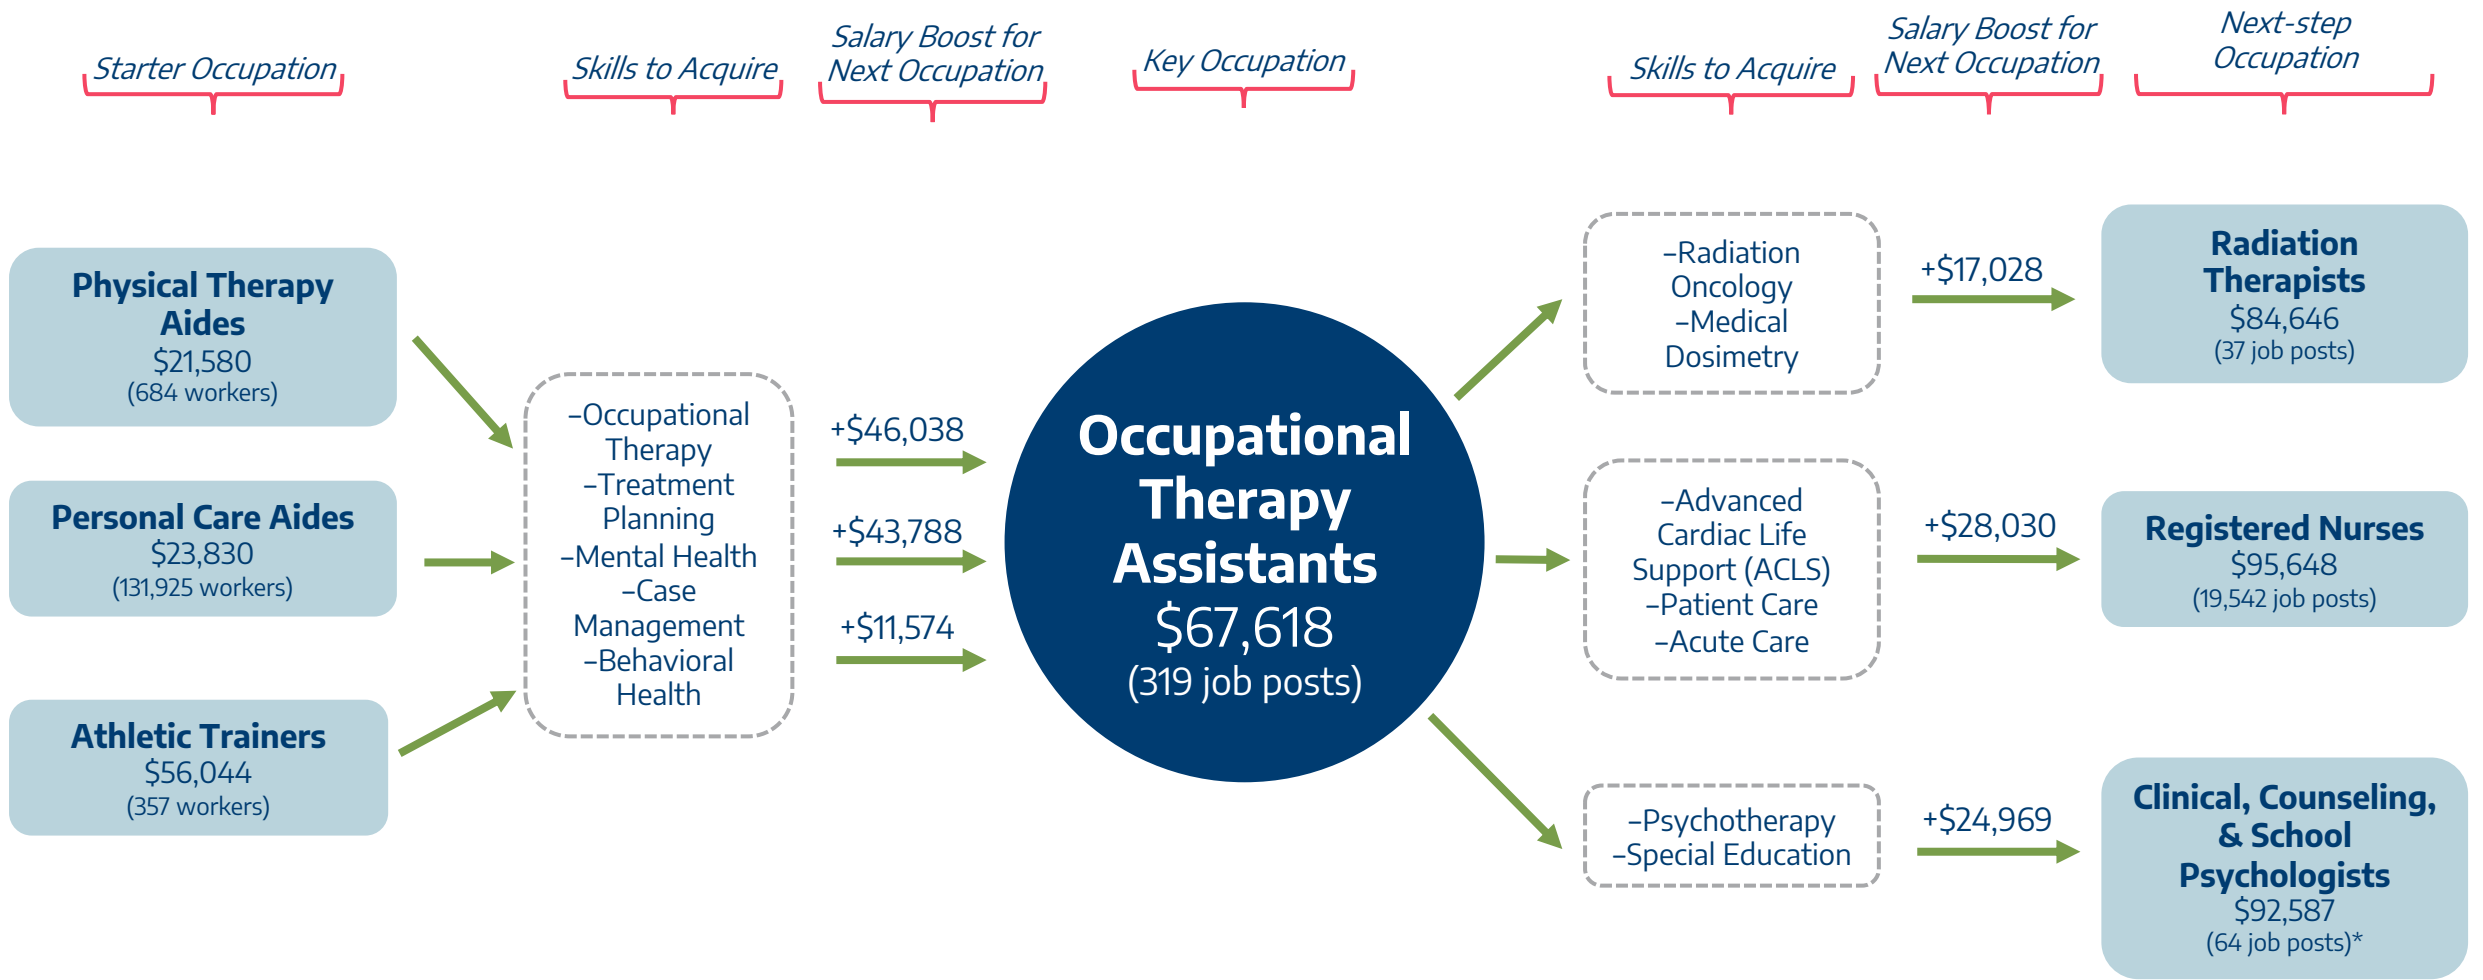 Starter Occupation
Skills to Acquire
Salary Boost for
Next Occupation
Key Occupation
Skills to Acquire
Salary Boost for
Next Occupation
Next-step
Occupation
Physical Therapy
Aides
$21,580
(684 workers)
Personal Care Aides
$23,830
(131,925 workers)
Athletic Trainers
$56,044
(357 workers)
–Occupational
Therapy
–Treatment
Planning
–Mental Health
–Case
Management
–Behavioral
Health
+$46,038
+$43,788
+$11,574
Occupational
Therapy
Assistants
$67,618
(319 job posts)
–Radiation
Oncology
–Medical
Dosimetry
+$17,028
Radiation
Therapists
$84,646
(37 job posts)
–Advanced
Cardiac Life
Support (ACLS)
–Patient Care
–Acute Care
+$28,030
Registered Nurses
$95,648
(19,542 job posts)
–Psychotherapy
–Special Education
+$24,969
Clinical, Counseling,
& School
Psychologists
$92,587
(64 job posts)*